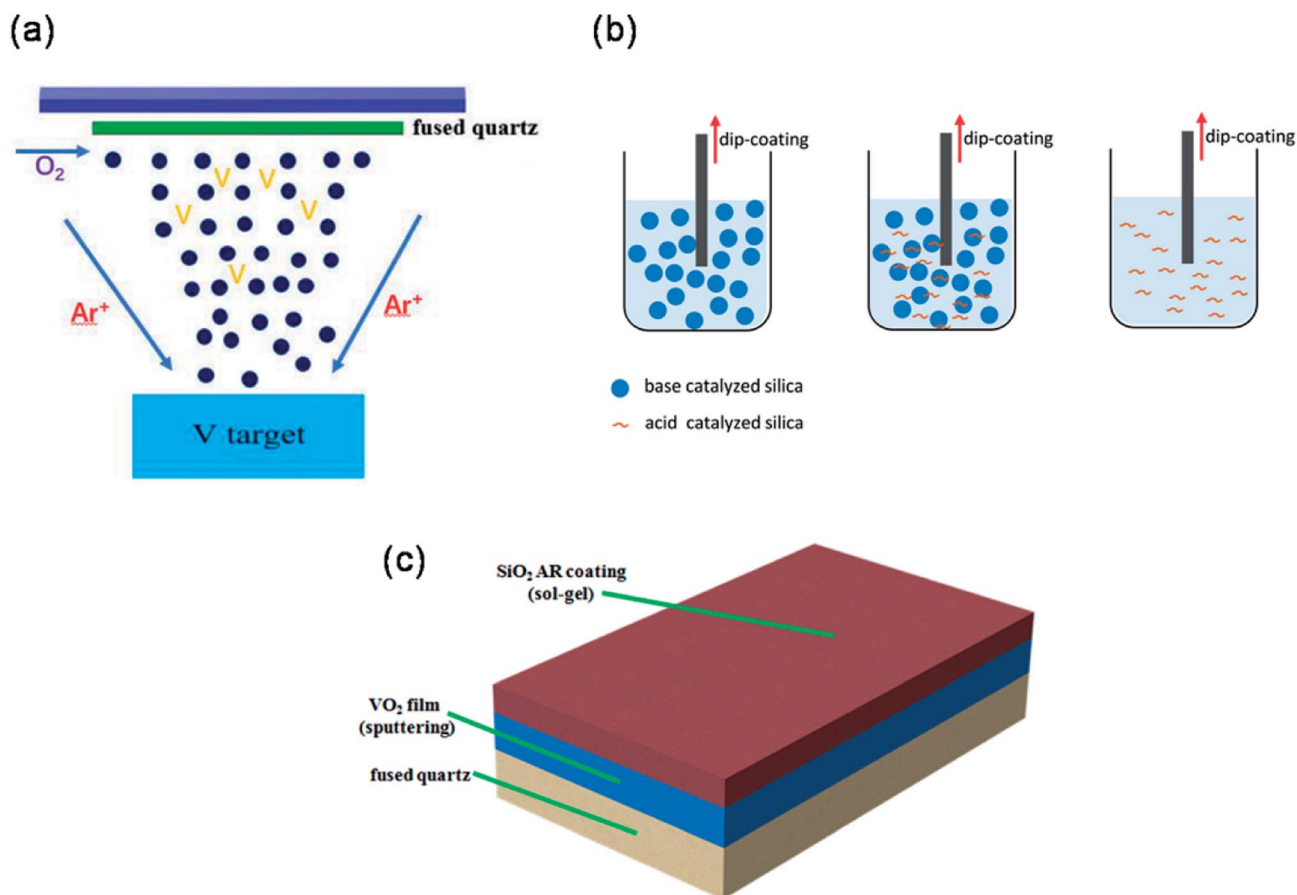 (a)
fused quartz
O₂
V V
V V
V
Ar⁺ Ar⁺
V target
(b)
dip-coating dip-coating dip-coating
base catalyzed silica
acid catalyzed silica
(c)
SiO₂ AR coating
(sol-gel)
VO₂ film
(sputtering)
fused quartz